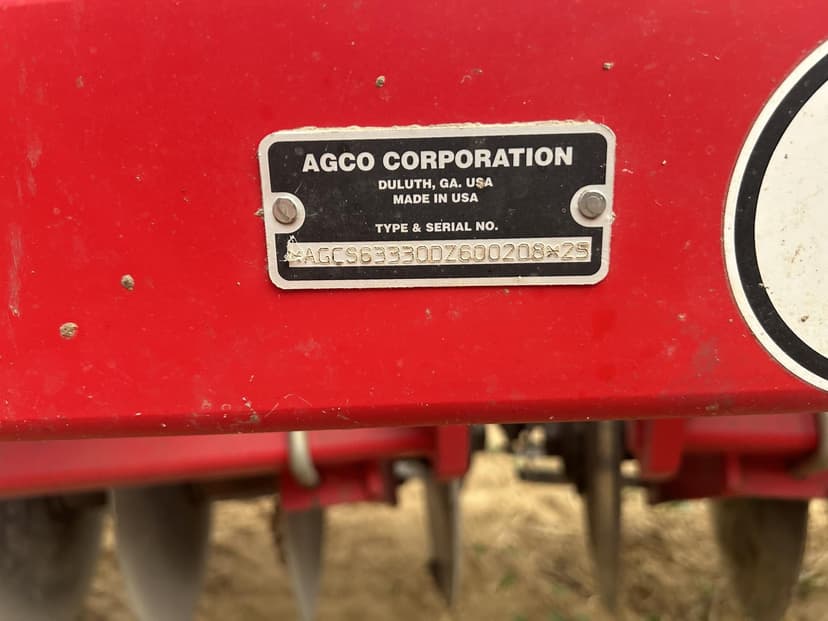 AGCO CORPORATION
DULUTH, GA. USA
MADE IN USA
TYPE & SERIAL NO.
*AGCS63330DZ600208*25